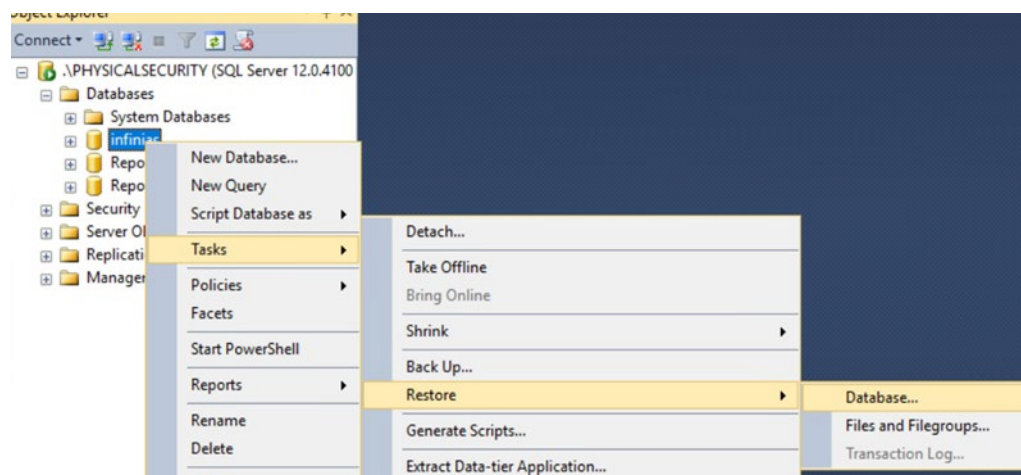 Object Explorer
Connect
.\PHYSICALSECURITY (SQL Server 12.0.4100
Databases
System Databases
infinias
Repo
Repo
Security
Server Ol
Replicati
Manager
New Database...
New Query
Script Database as
Tasks
Policies
Facets
Start PowerShell
Reports
Rename
Delete
Detach...
Take Offline
Bring Online
Shrink
Back Up...
Restore
Generate Scripts...
Extract Data-tier Application...
Database...
Files and Filegroups...
Transaction Log...